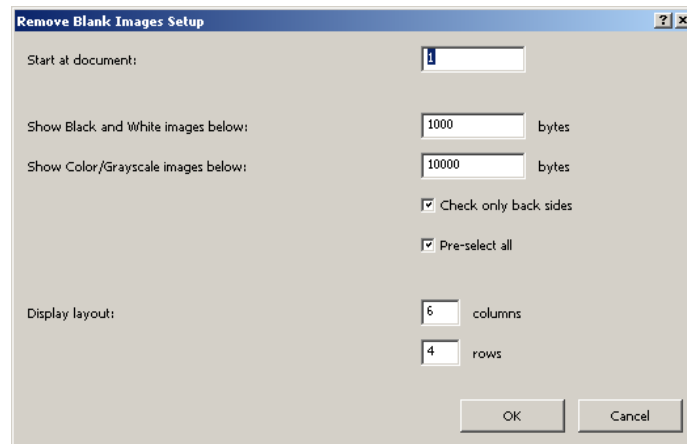 Remove Blank Images Setup
Start at document: 1
Show Black and White images below: 1000 bytes
Show Color/Grayscale images below: 10000 bytes
Check only back sides
Pre-select all
Display layout: 6 columns
4 rows
OK Cancel